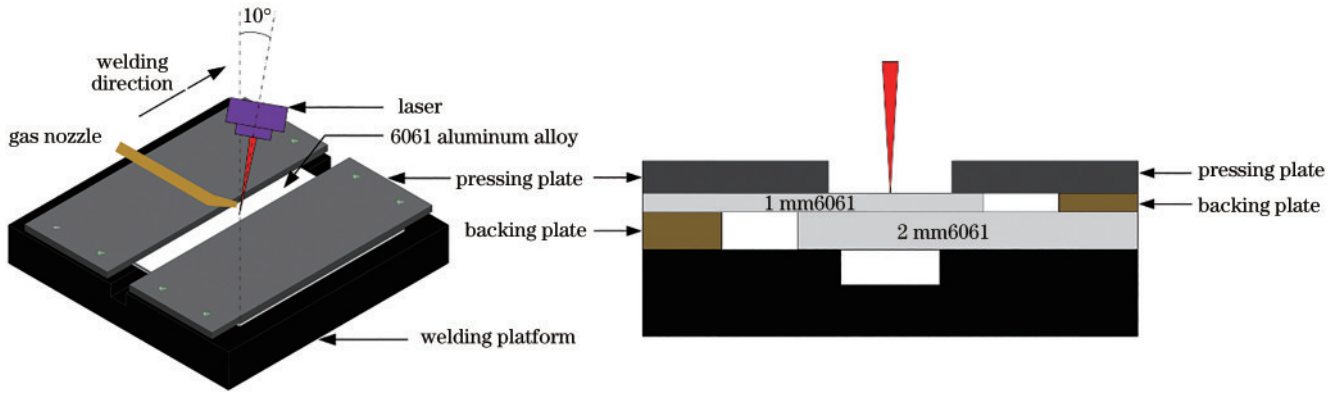 10°
welding
direction
laser
gas nozzle
6061 aluminum alloy
pressing plate
backing plate
welding platform
1 mm6061
2 mm6061
pressing plate
backing plate